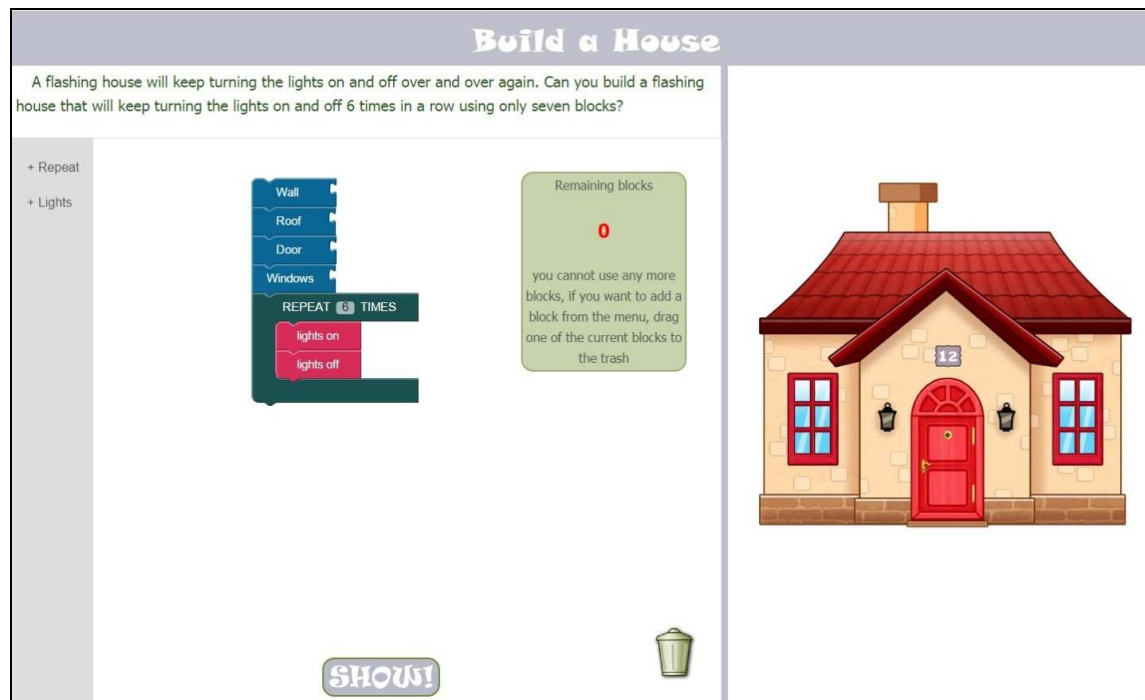 Build a House
A flashing house will keep turning the lights on and off over and over again. Can you build a flashing
house that will keep turning the lights on and off 6 times in a row using only seven blocks?
+ Repeat
+ Lights
Wall
Roof
Door
Windows
REPEAT 6 TIMES
lights on
lights off
Remaining blocks
0
you cannot use any more
blocks, if you want to add a
block from the menu, drag
one of the current blocks to
the trash
12
SHOW!